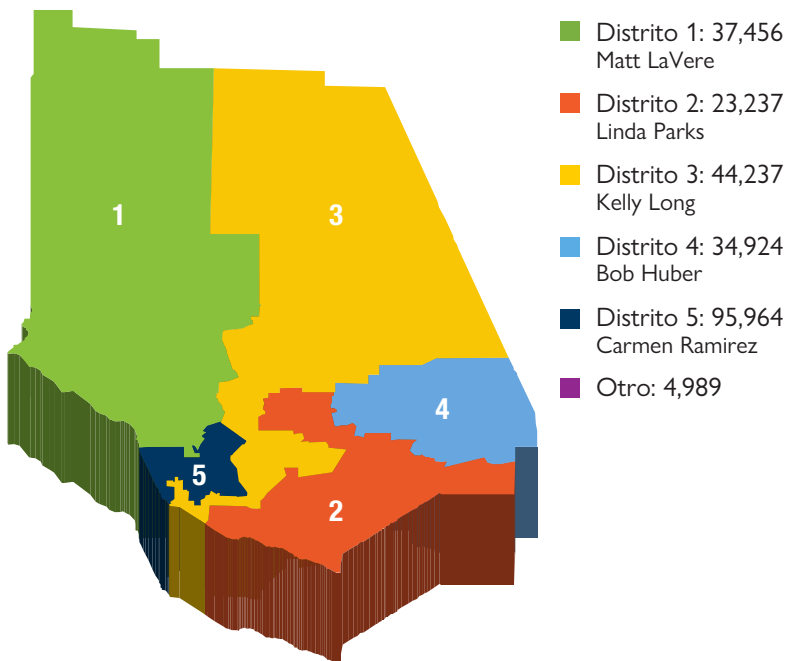 Distrito 1: 37,456
Matt LaVere
Distrito 2: 23,237
Linda Parks
Distrito 3: 44,237
Kelly Long
Distrito 4: 34,924
Bob Huber
Distrito 5: 95,964
Carmen Ramirez
Otro: 4,989
1
3
4
5
2